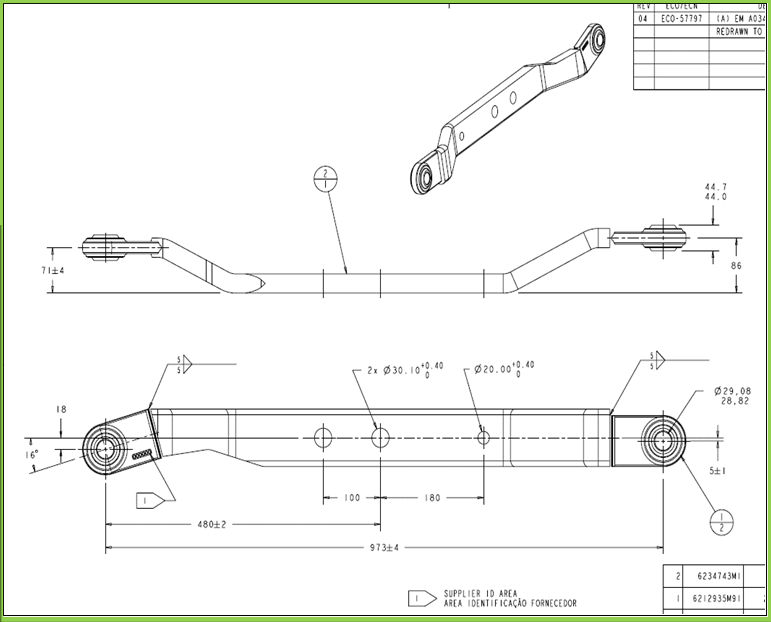 REV ECO/ECN
04 ECO-57797 (A) EM A034
REDRAWN TO
2
1
44.7
44.0
71±4
86
5
5
5
5
2x Ø30.10 +0.40
0
Ø20.00 +0.40
0
Ø29,08
28,82
18
16°
5±1
1
100
180
480±2
1
2
973±4
2 6234743M1
1 6212935M91
1 SUPPLIER ID AREA
AREA IDENTIFICAÇÃO FORNECEDOR